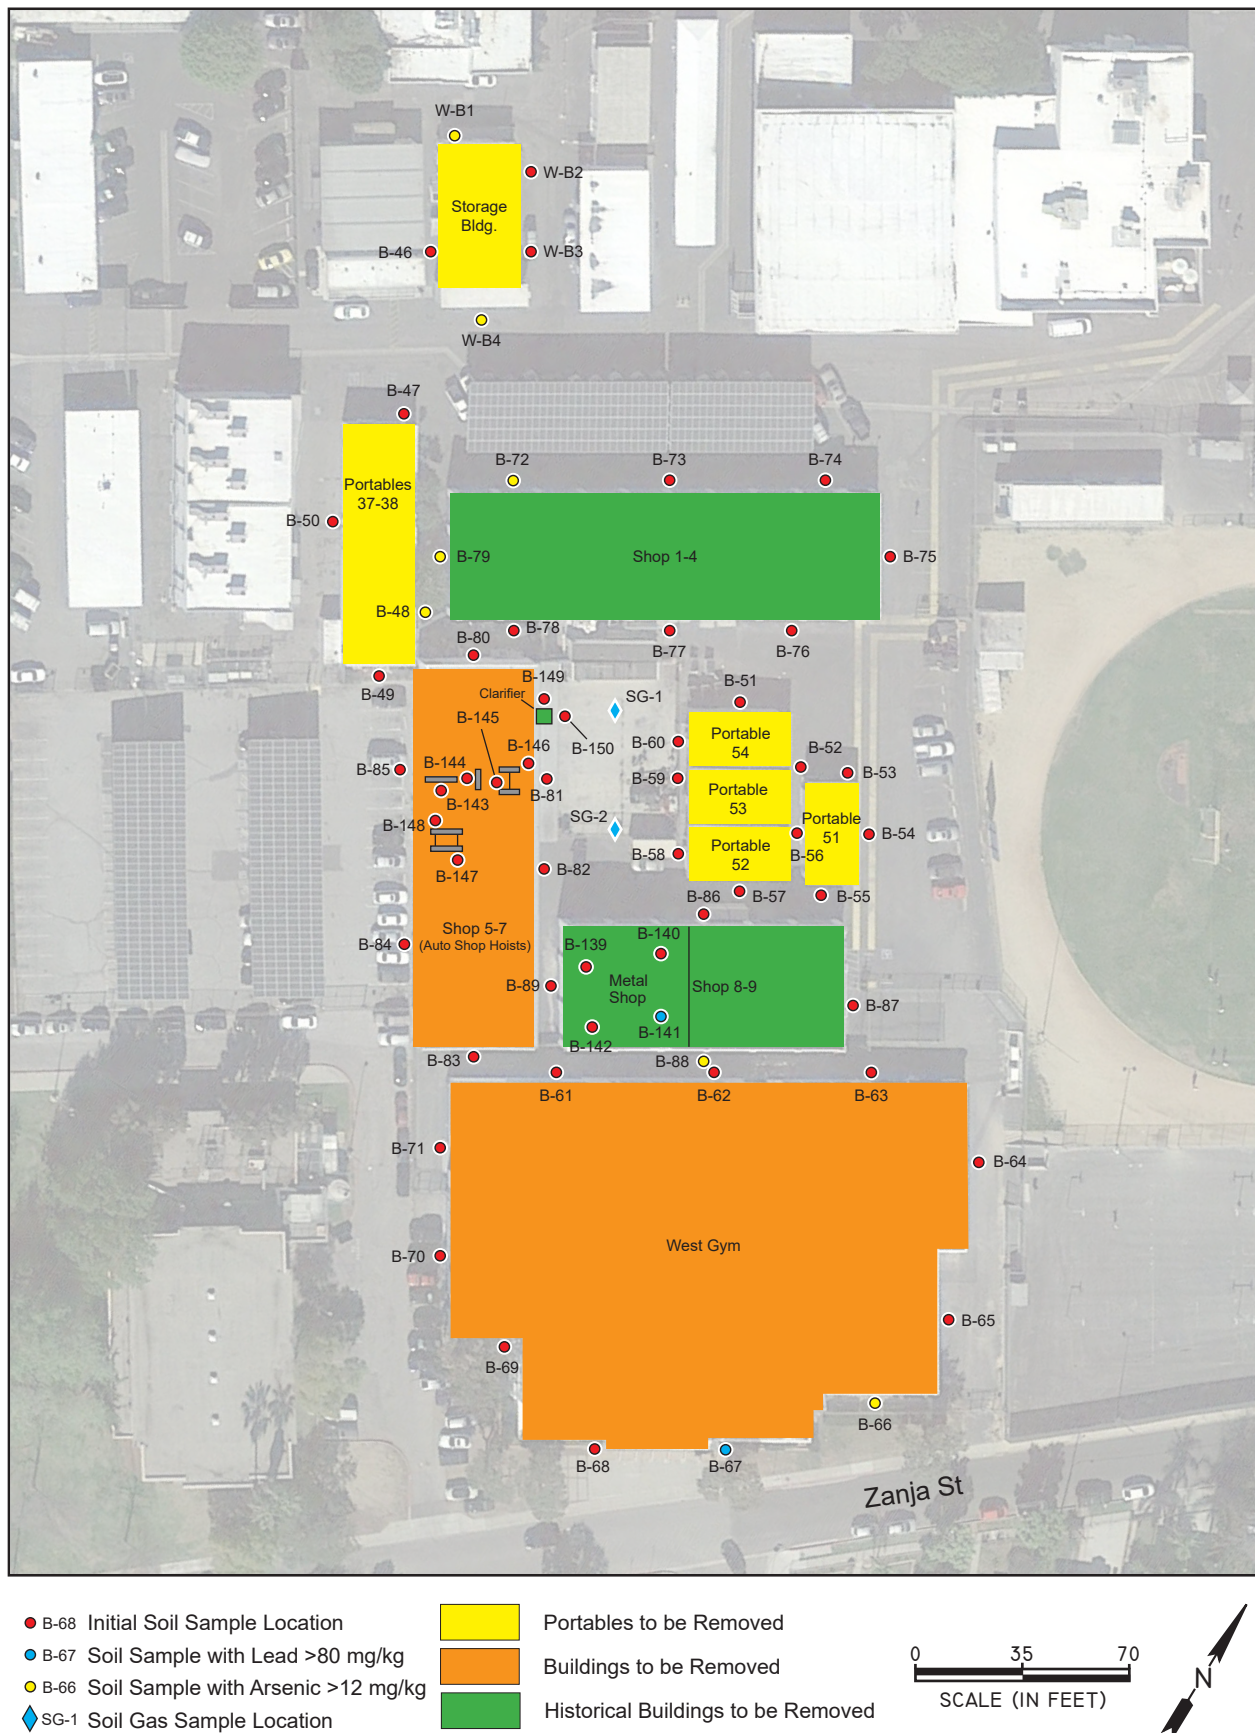 W-B1
W-B2
Storage
Bldg.
B-46
W-B3
W-B4
B-47
B-72
B-73
B-74
Portables
37-38
B-50
B-79
Shop 1-4
B-75
B-48
B-78
B-80
B-77
B-76
B-49
B-149
Clarifier
SG-1
B-51
B-145
B-150
B-60
Portable
54
B-52
B-146
B-144
B-85
B-59
B-53
B-81
B-143
Portable
53
SG-2
B-148
Portable
51
B-54
B-58
Portable
52
B-56
B-147
B-82
B-86
B-57
B-55
Shop 5-7
(Auto Shop Hoists)
B-84
B-139
B-140
B-89
Metal
Shop
Shop 8-9
B-87
B-141
B-142
B-83
B-88
B-61
B-62
B-63
B-71
B-64
West Gym
B-70
B-65
B-69
B-66
B-68
B-67
Zanja St
B-68 Initial Soil Sample Location
B-67 Soil Sample with Lead >80 mg/kg
B-66 Soil Sample with Arsenic >12 mg/kg
SG-1 Soil Gas Sample Location
Portables to be Removed
Buildings to be Removed
Historical Buildings to be Removed
0 35 70
SCALE (IN FEET)
N